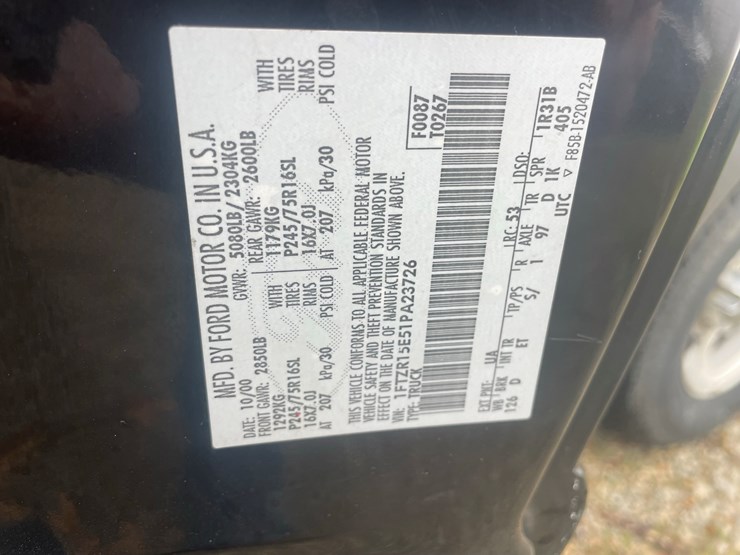 MFD. BY FORD MOTOR CO. IN U.S.A.
DATE: 10/00 GVWR: 5080LB/ 2304KG
FRONT GAWR: 2850LB REAR GAWR: 2600LB
1292KG WITH 1179KG WITH
P245/75R16SL TIRES P245/75R16SL TIRES
16X7.0J RIMS 16X7.0J RIMS
AT 207 kPa/30 PSI COLD AT 207 kPa/30 PSI COLD
THIS VEHICLE CONFORMS TO ALL APPLICABLE FEDERAL MOTOR
VEHICLE SAFETY AND THEFT PREVENTION STANDARDS IN
EFFECT ON THE DATE OF MANUFACTURE SHOWN ABOVE.
VIN: 1FTZR15E51PA23726
TYPE: TRUCK
F0087
T0267
EXT PNT: UA RC: 53 DSO:
WB BRK INT TR TP/PS R AXLE TR SPR 1R31B
126 D ET S/ 1 97 D 1K 405
UTC ▽ F85B-1520472-AB